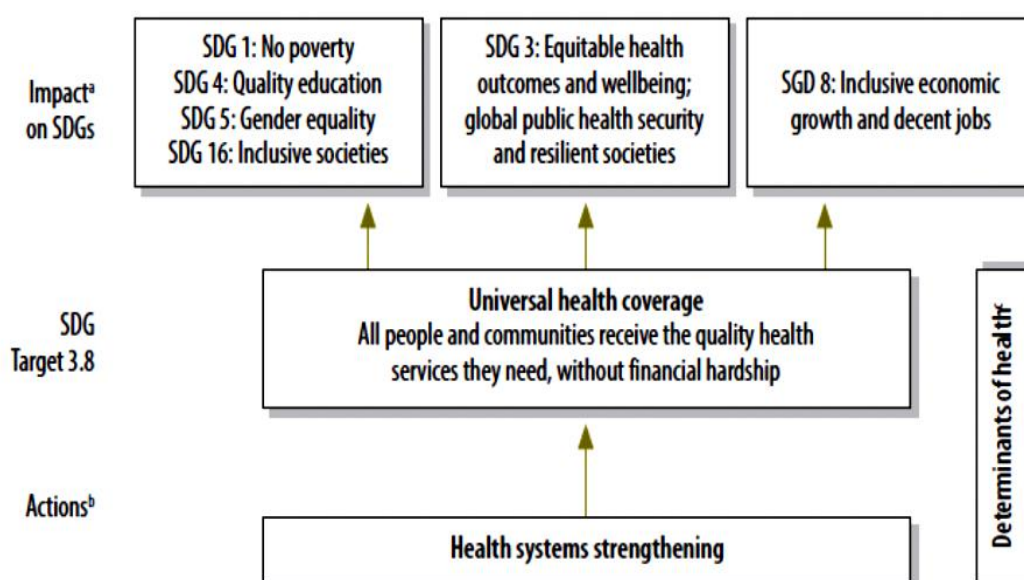 Impactᵃ
on SDGs
SDG 1: No poverty
SDG 4: Quality education
SDG 5: Gender equality
SDG 16: Inclusive societies
SDG 3: Equitable health
outcomes and wellbeing;
global public health security
and resilient societies
SGD 8: Inclusive economic
growth and decent jobs
SDG
Target 3.8
Universal health coverage
All people and communities receive the quality health
services they need, without financial hardship
Determinants of healthᶜ
Actionsᵇ
Health systems strengthening